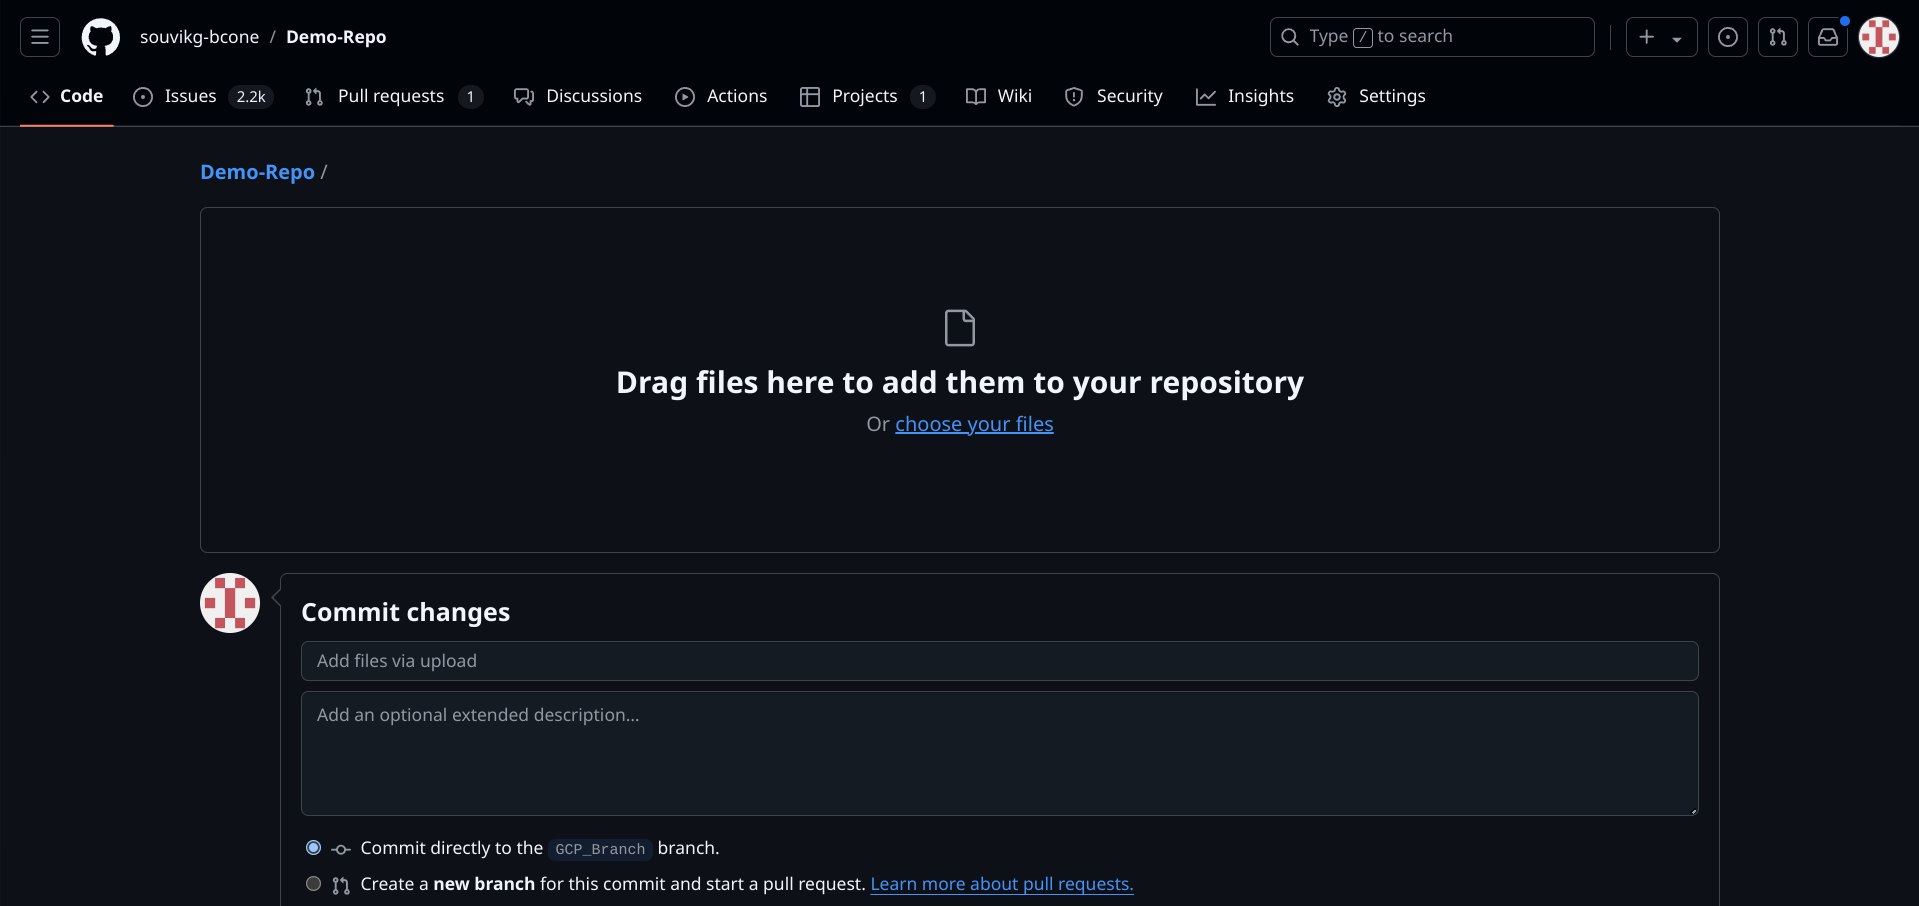 souvikg-bcone / Demo-Repo
Type / to search
Code Issues 2.2k Pull requests 1 Discussions Actions Projects 1 Wiki Security Insights Settings
Demo-Repo /
Drag files here to add them to your repository
Or choose your files
Commit changes
Add files via upload
Add an optional extended description...
Commit directly to the GCP_Branch branch.
Create a new branch for this commit and start a pull request. Learn more about pull requests.